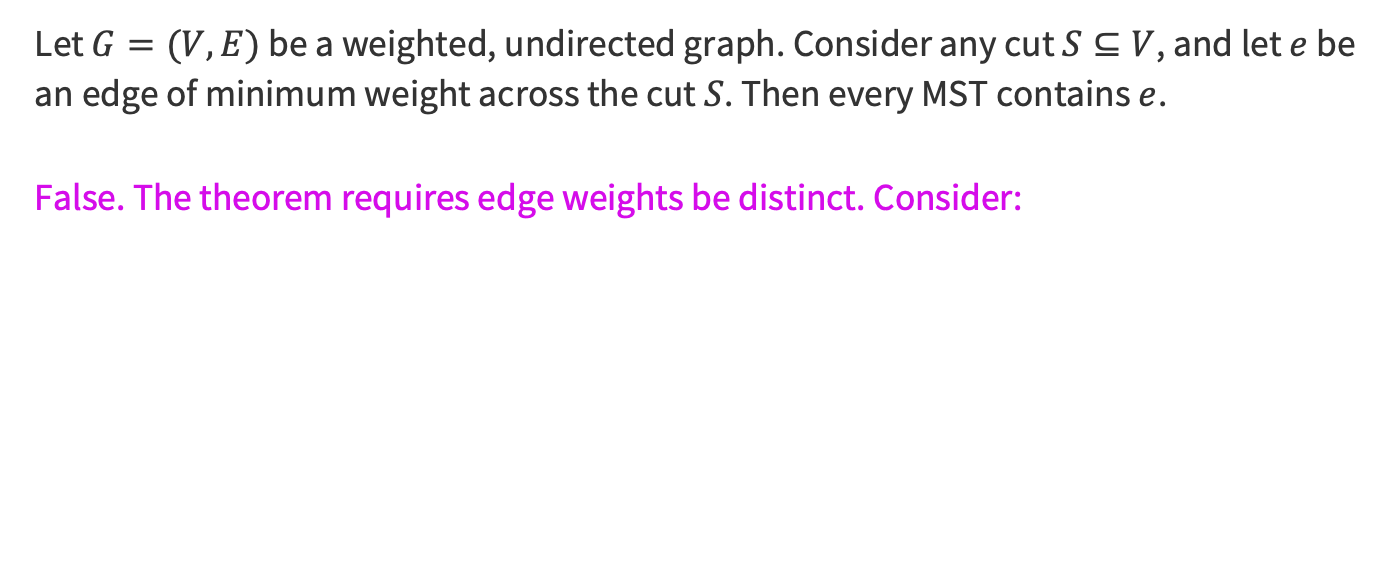 Let G = (V, E) be a weighted, undirected graph. Consider any cut S ⊆ V, and let e be
an edge of minimum weight across the cut S. Then every MST contains e.
False. The theorem requires edge weights be distinct. Consider: